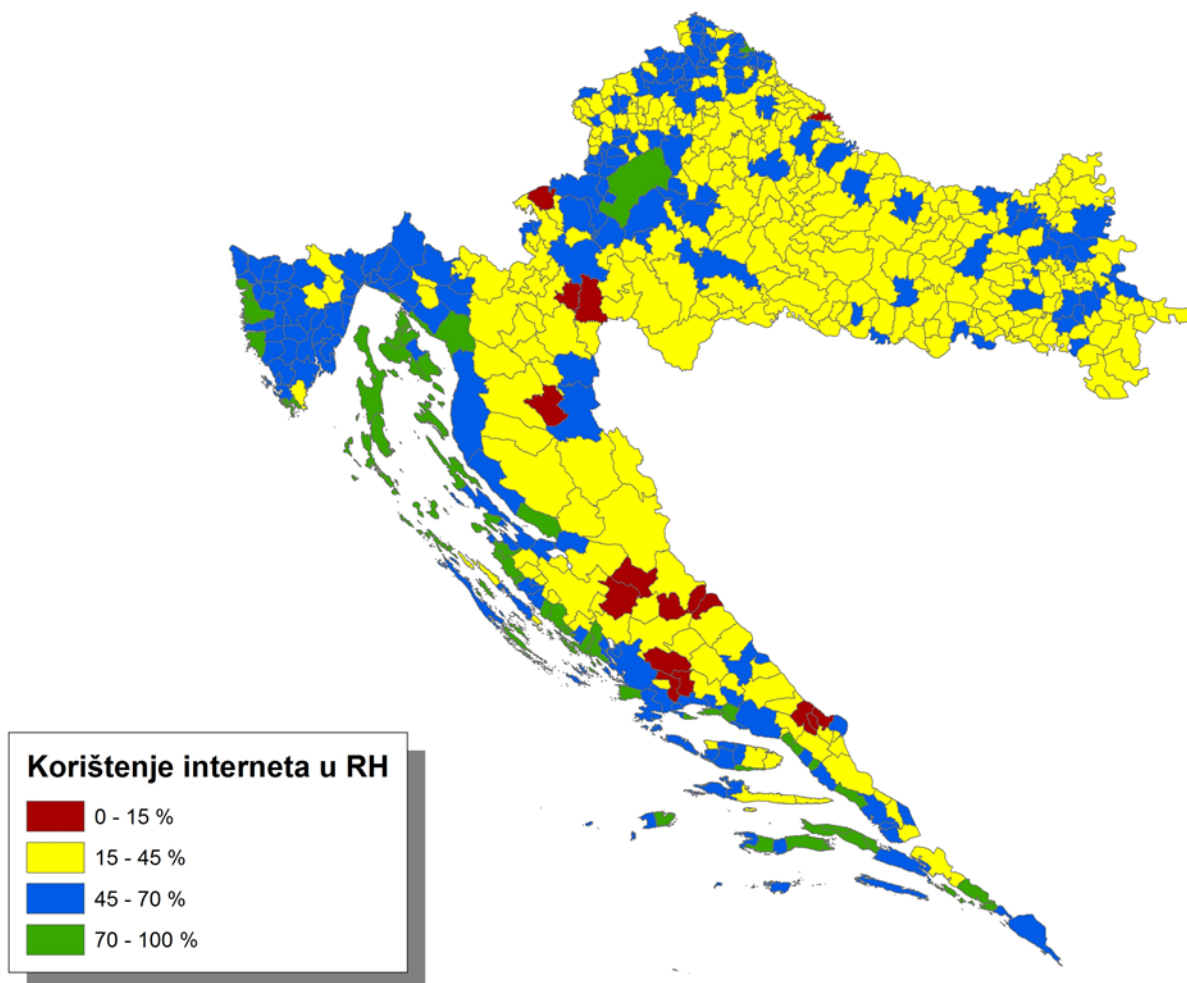 Korištenje interneta u RH
0 - 15 %
15 - 45 %
45 - 70 %
70 - 100 %